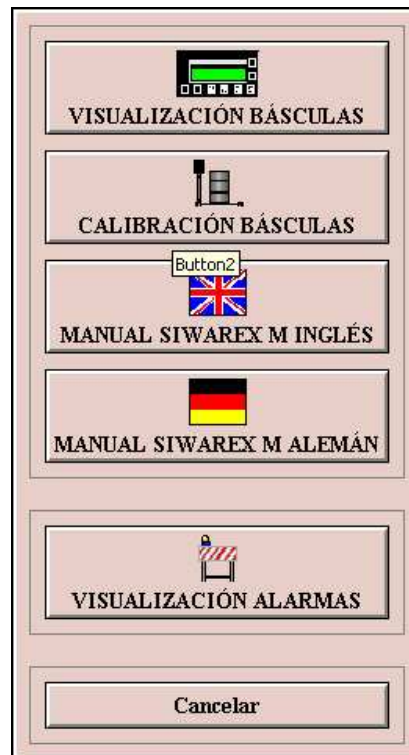 VISUALIZACIÓN BÁSCULAS
CALIBRACIÓN BÁSCULAS
Button2
MANUAL SIWAREX M INGLÉS
MANUAL SIWAREX M ALEMÁN
VISUALIZACIÓN ALARMAS
Cancelar